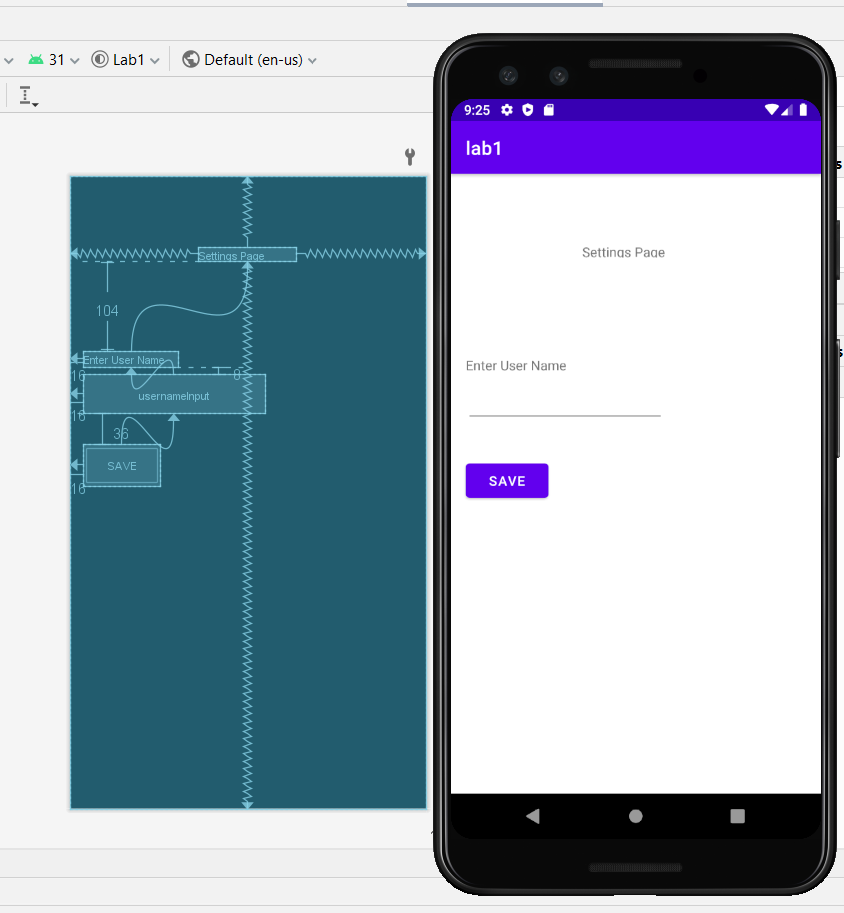 31 Lab1 Default (en-us)
Settings Page
104
Enter User Name
16
8
usernameInput
16
36
SAVE
16
9:25
lab1
Settings Page
Enter User Name
SAVE